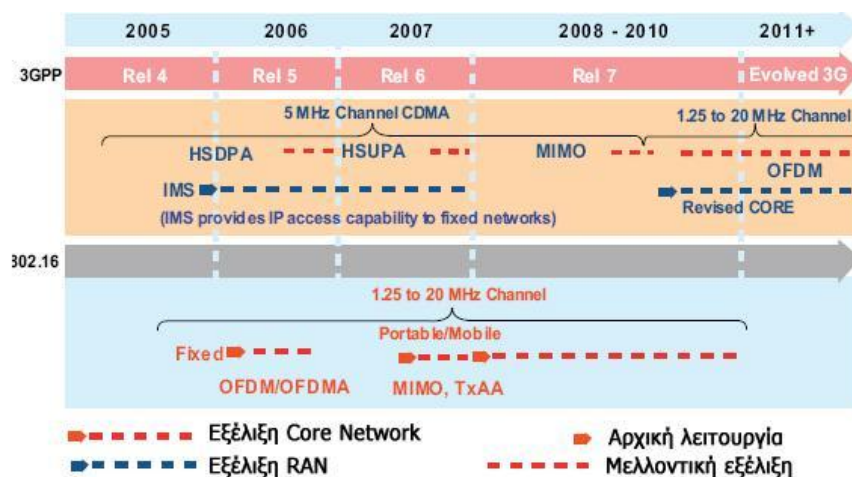 2005 2006 2007 2008 - 2010 2011+
3GPP Rel 4 Rel 5 Rel 6 Rel 7 Evolved 3G
5 MHz Channel CDMA 1.25 to 20 MHz Channel
HSDPA HSUPA MIMO
OFDM
IMS
Revised CORE
(IMS provides IP access capability to fixed networks)
802.16
1.25 to 20 MHz Channel
Portable/Mobile
Fixed
OFDM/OFDMA MIMO, TxAA
Εξέλιξη Core Network Αρχική λειτουργία
Εξέλιξη RAN Μελλοντική εξέλιξη